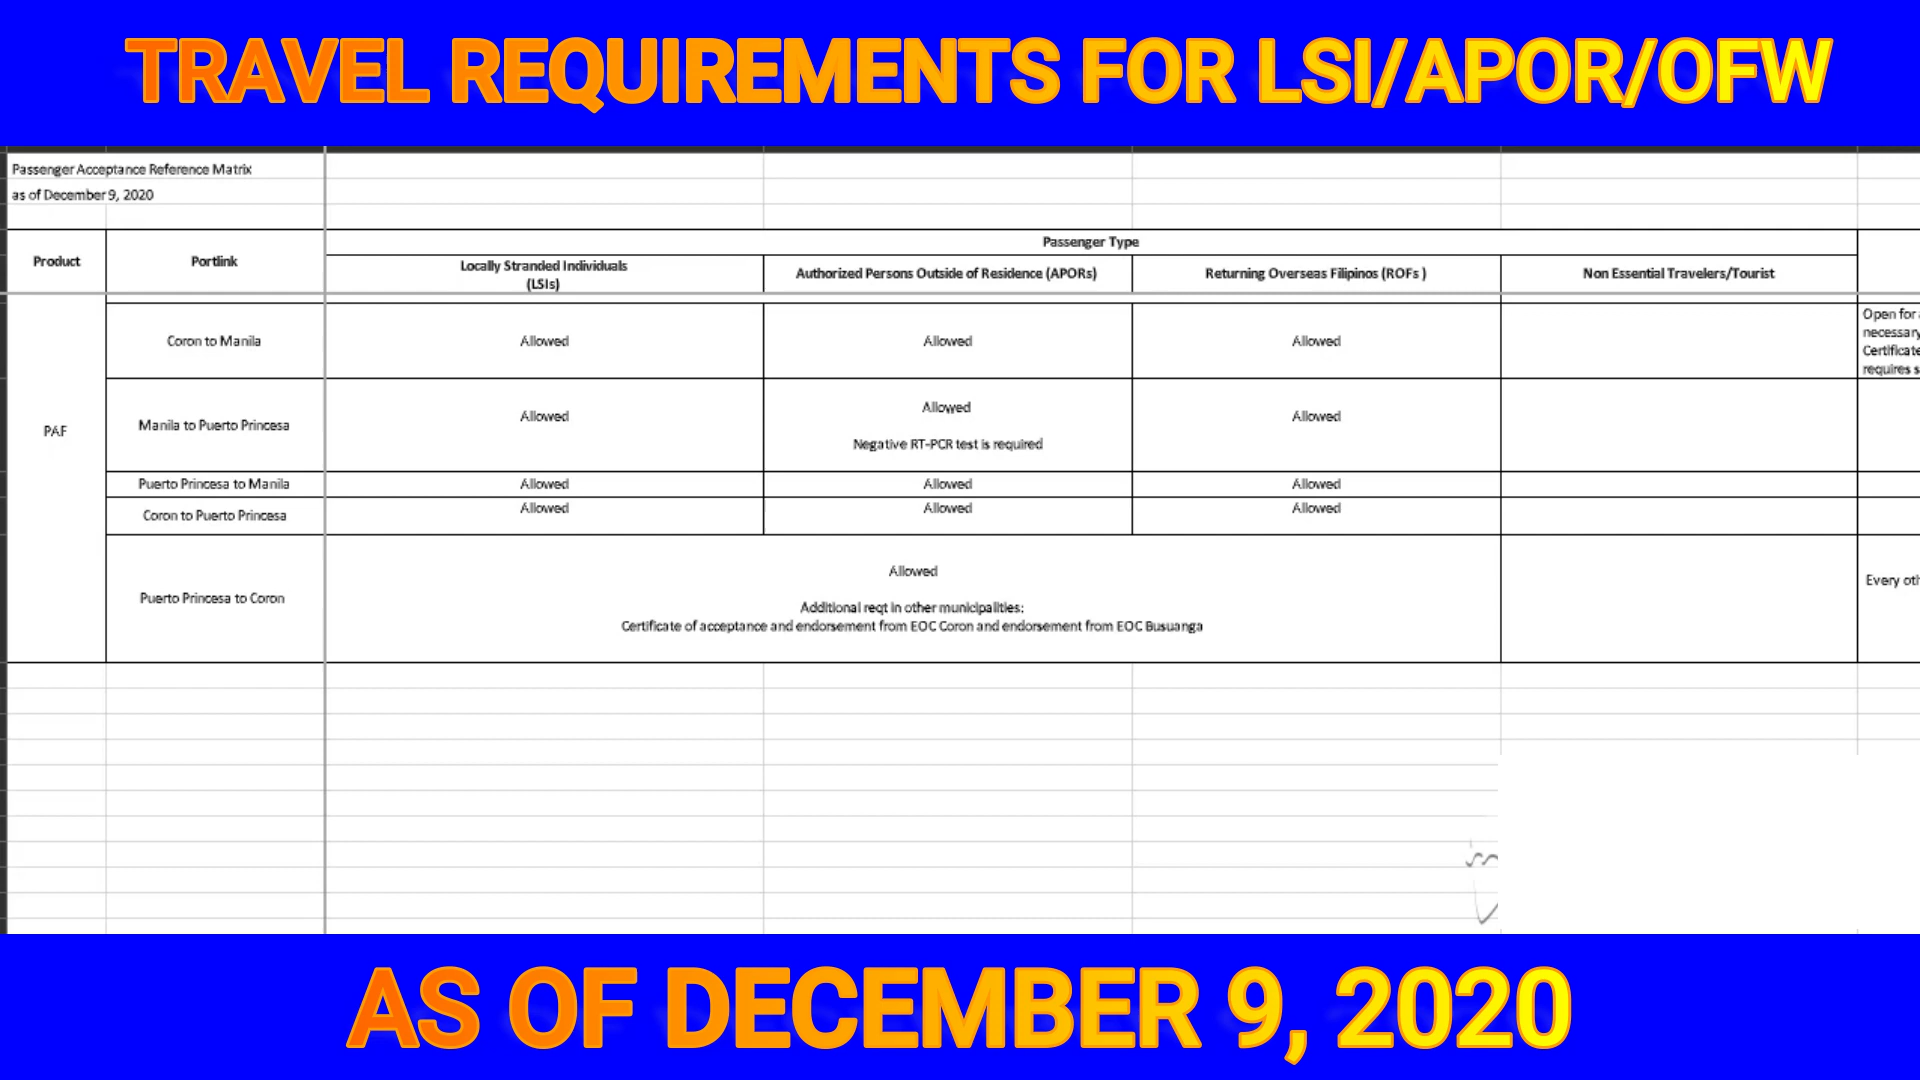 TRAVEL REQUIREMENTS FOR LSI/APOR/OFW
Passenger Acceptance Reference Matrix
as of December 9, 2020
Product
Portlink
Passenger Type
Locally Stranded Individuals
(LSIs)
Authorized Persons Outside of Residence (APORs)
Returning Overseas Filipinos (ROFs )
Non Essential Travelers/Tourist
PAF
Coron to Manila
Allowed
Allowed
Allowed
Open for
necessary
Certificate
requires
Manila to Puerto Princesa
Allowed
Allowed
Negative RT-PCR test is required
Allowed
Puerto Princesa to Manila
Allowed
Allowed
Allowed
Coron to Puerto Princesa
Allowed
Allowed
Allowed
Puerto Princesa to Coron
Allowed
Additional reqt in other municipalities:
Certificate of acceptance and endorsement from EOC Coron and endorsement from EOC Busuanga
Every
AS OF DECEMBER 9, 2020